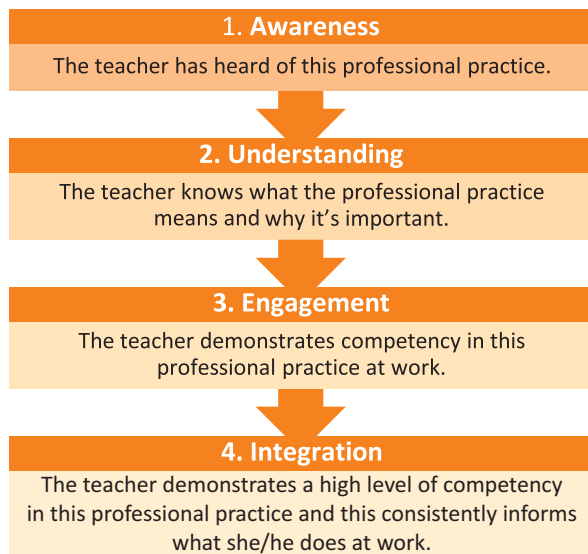 1. Awareness
The teacher has heard of this professional practice.
2. Understanding
The teacher knows what the professional practice
means and why it’s important.
3. Engagement
The teacher demonstrates competency in this
professional practice at work.
4. Integration
The teacher demonstrates a high level of competency
in this professional practice and this consistently informs
what she/he does at work.